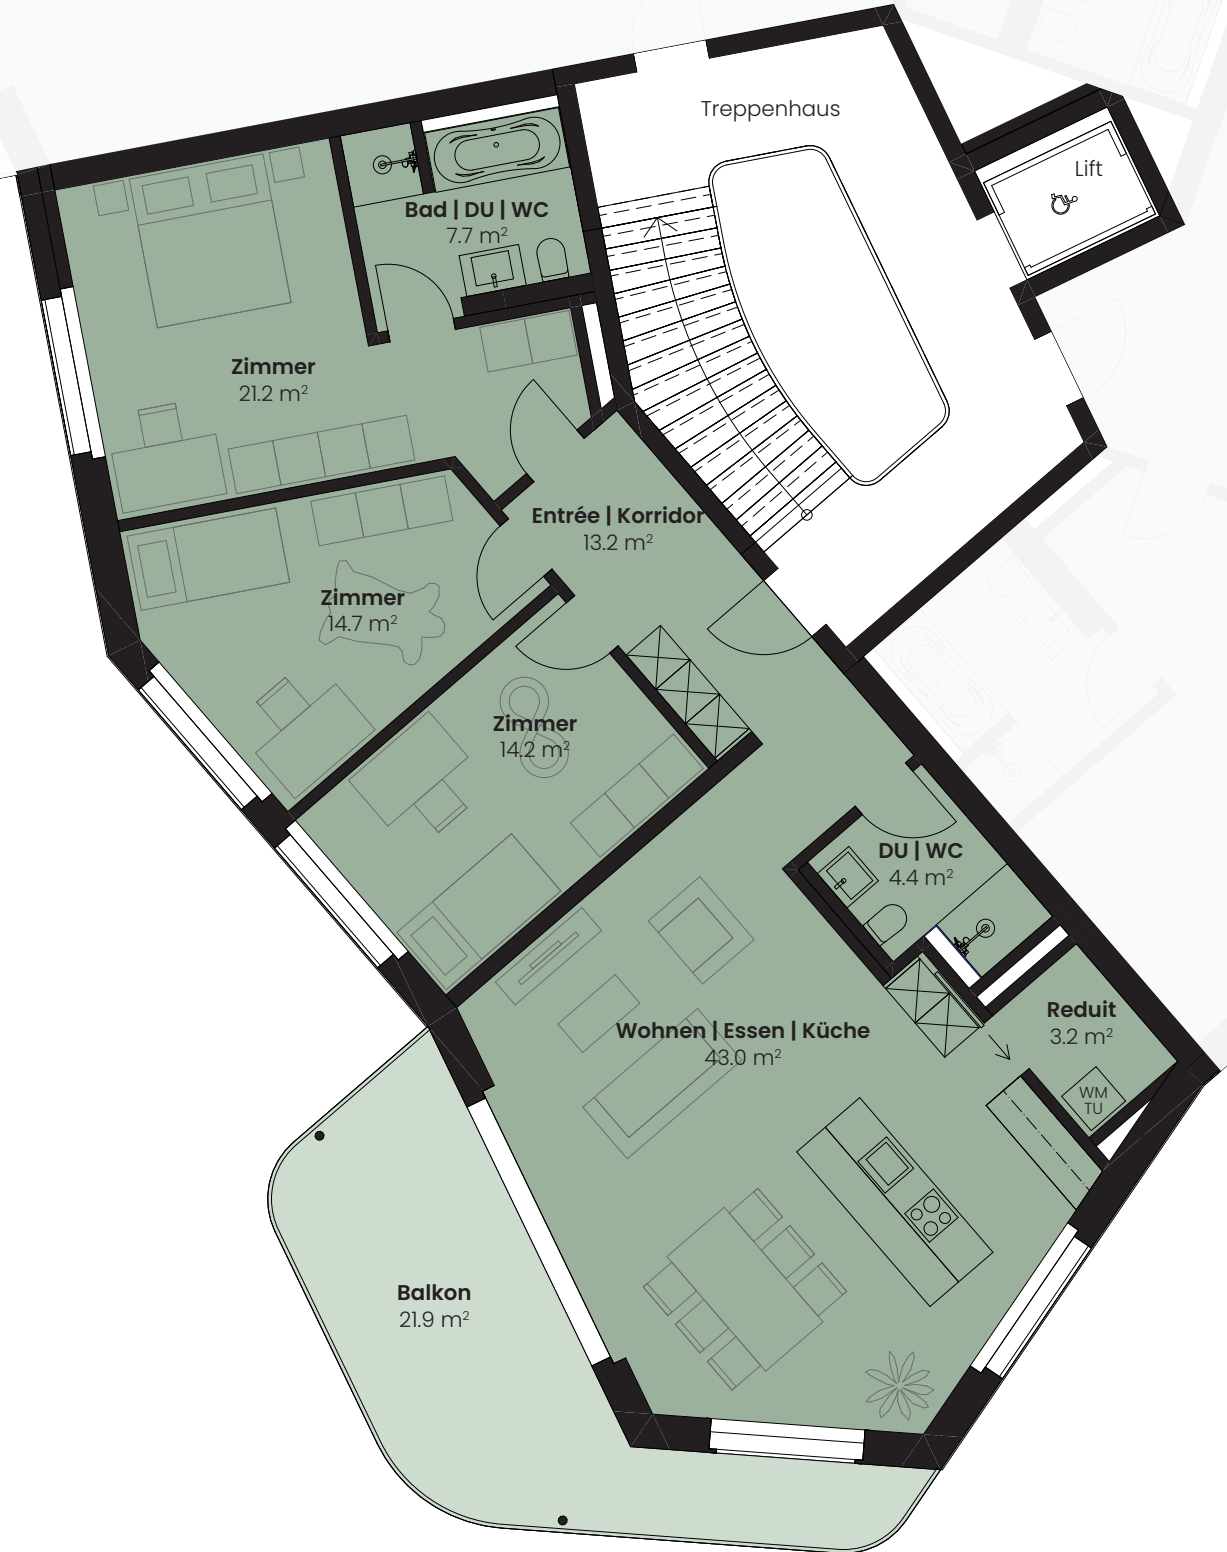 Treppenhaus
Lift
Bad | DU | WC
7.7 m²
Zimmer
21.2 m²
Entrée | Korridor
13.2 m²
Zimmer
14.7 m²
Zimmer
14.2 m²
DU | WC
4.4 m²
Reduit
3.2 m²
Wohnen | Essen | Küche
43.0 m²
WM
TU
Balkon
21.9 m²